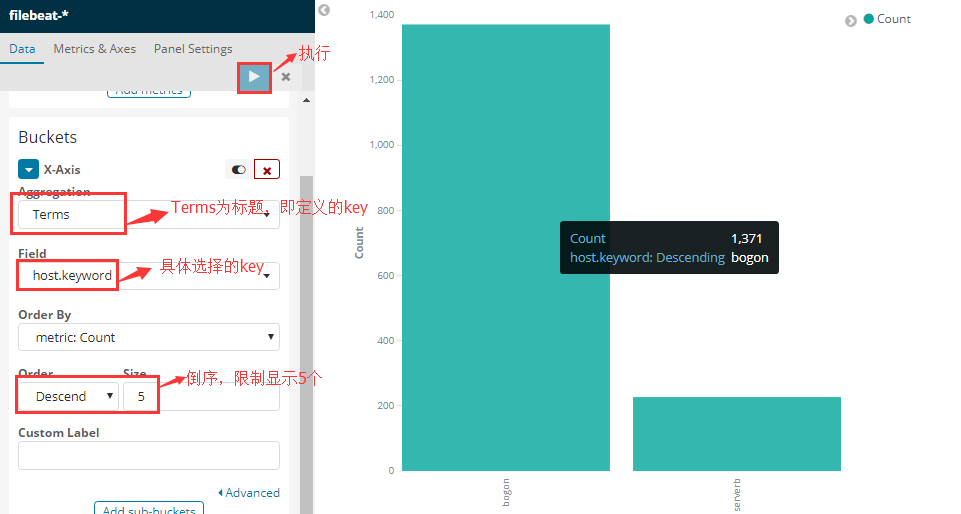 filebeat-*
Data Metrics & Axes Panel Settings
执行
Add metrics
Buckets
X-Axis
Aggregation
Terms
Terms为标题，即定义的key
Field
host.keyword
具体选择的key
Order By
metric: Count
Order Size
Descend 5
倒序，限制显示5个
Custom Label
Advanced
Add sub-buckets
1,400
1,200
1,000
800
600
400
200
0
Count
bogon
serverb
Count 1,371
host.keyword: Descending bogon
Count